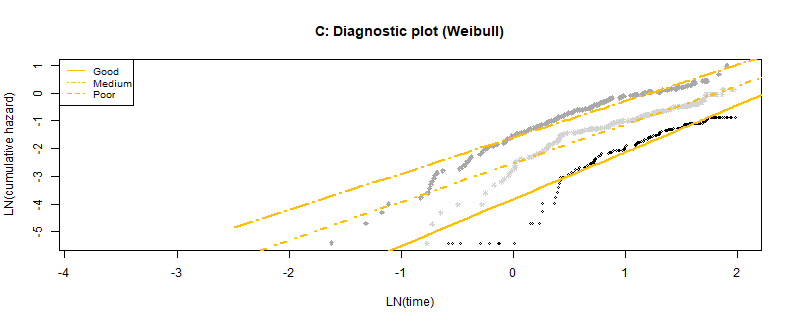 C: Diagnostic plot (Weibull)
LN(cumulative hazard)
1
0
-1
-2
-3
-4
-5
Good
Medium
Poor
-4 -3 -2 -1 0 1 2
LN(time)